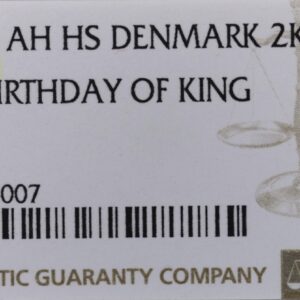 AH HS DENMARK 2K
IRTHDAY OF KING
007
TIC GUARANTY COMPANY